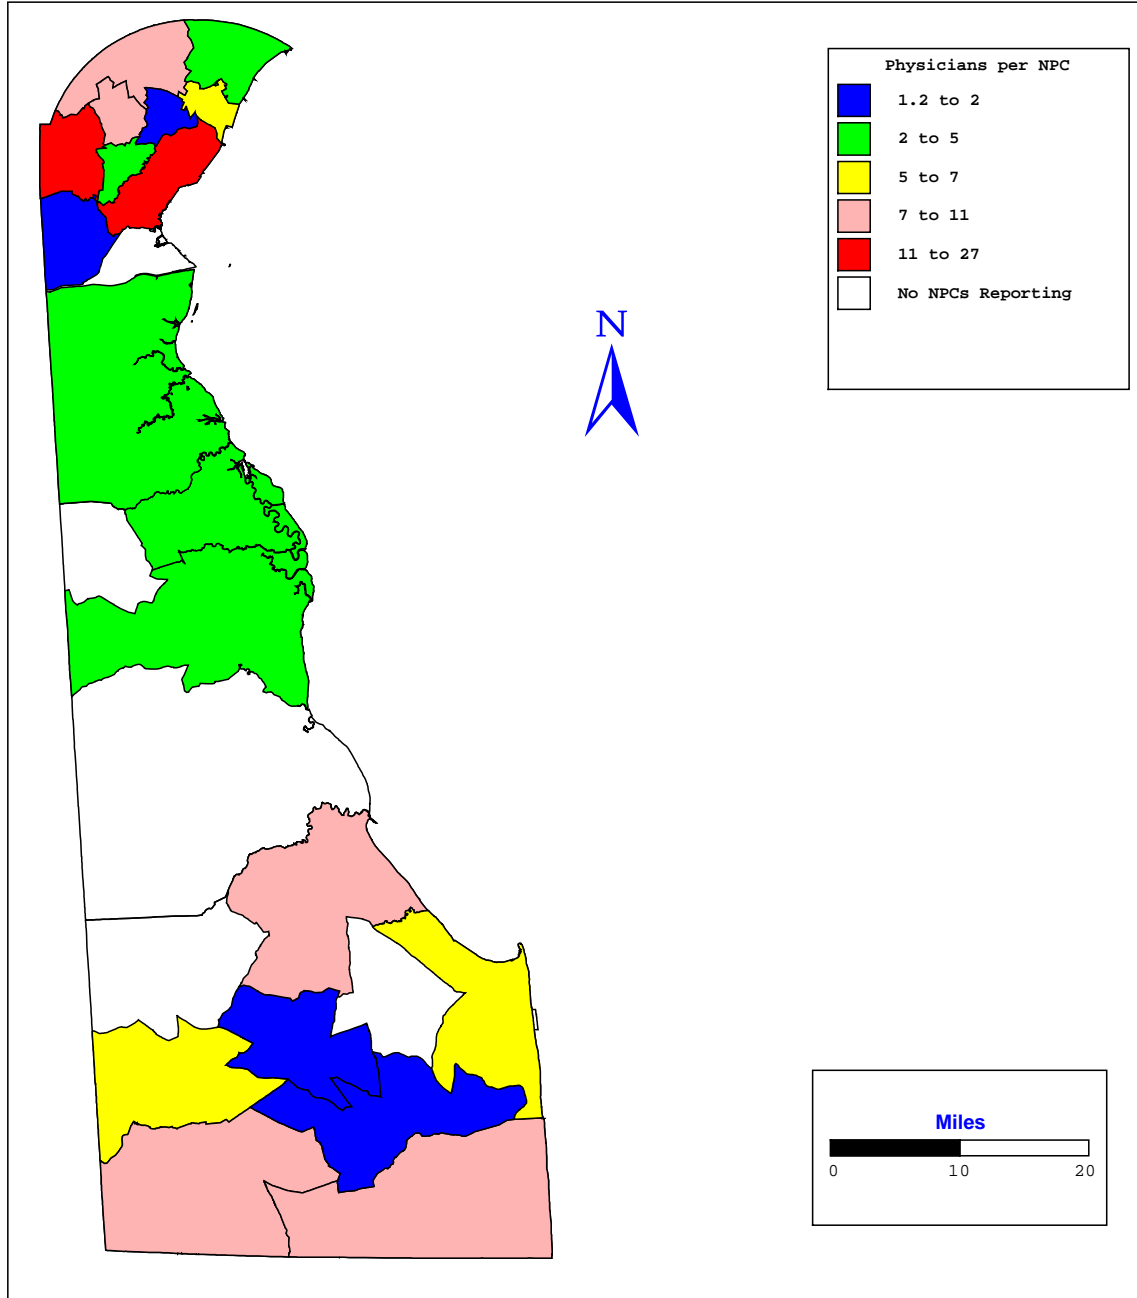 Physicians per NPC
1.2 to 2
2 to 5
5 to 7
7 to 11
11 to 27
No NPCs Reporting
N
Miles
0 10 20